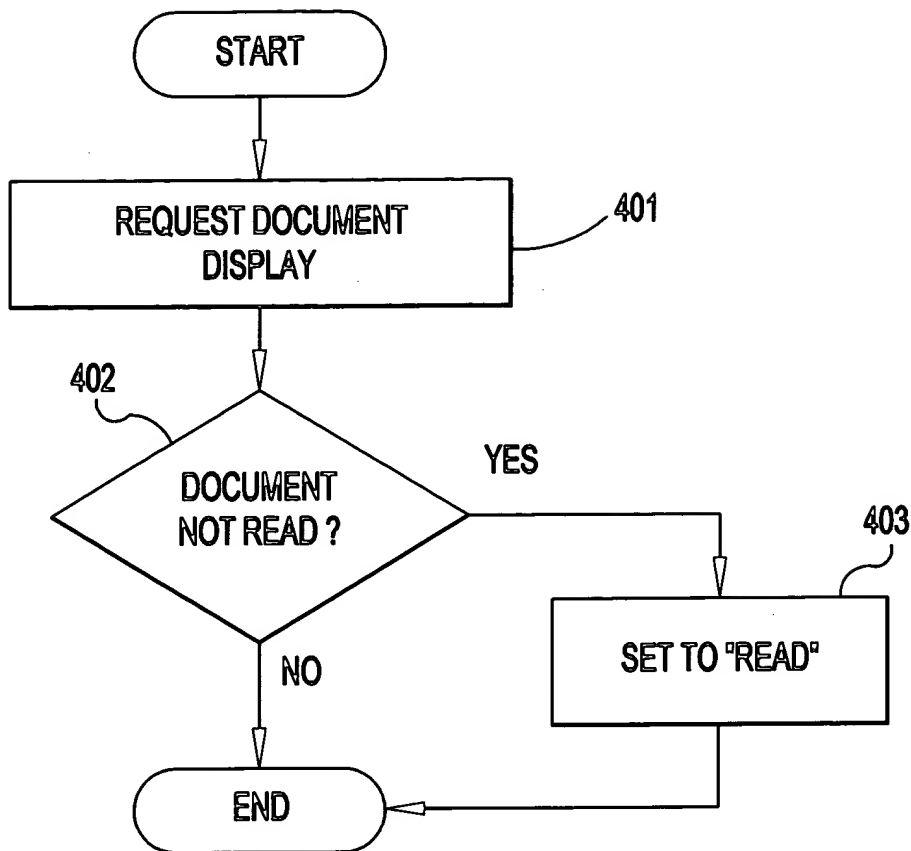 START
REQUEST DOCUMENT
DISPLAY
401
402
DOCUMENT
NOT READ ?
YES
403
SET TO "READ"
NO
END